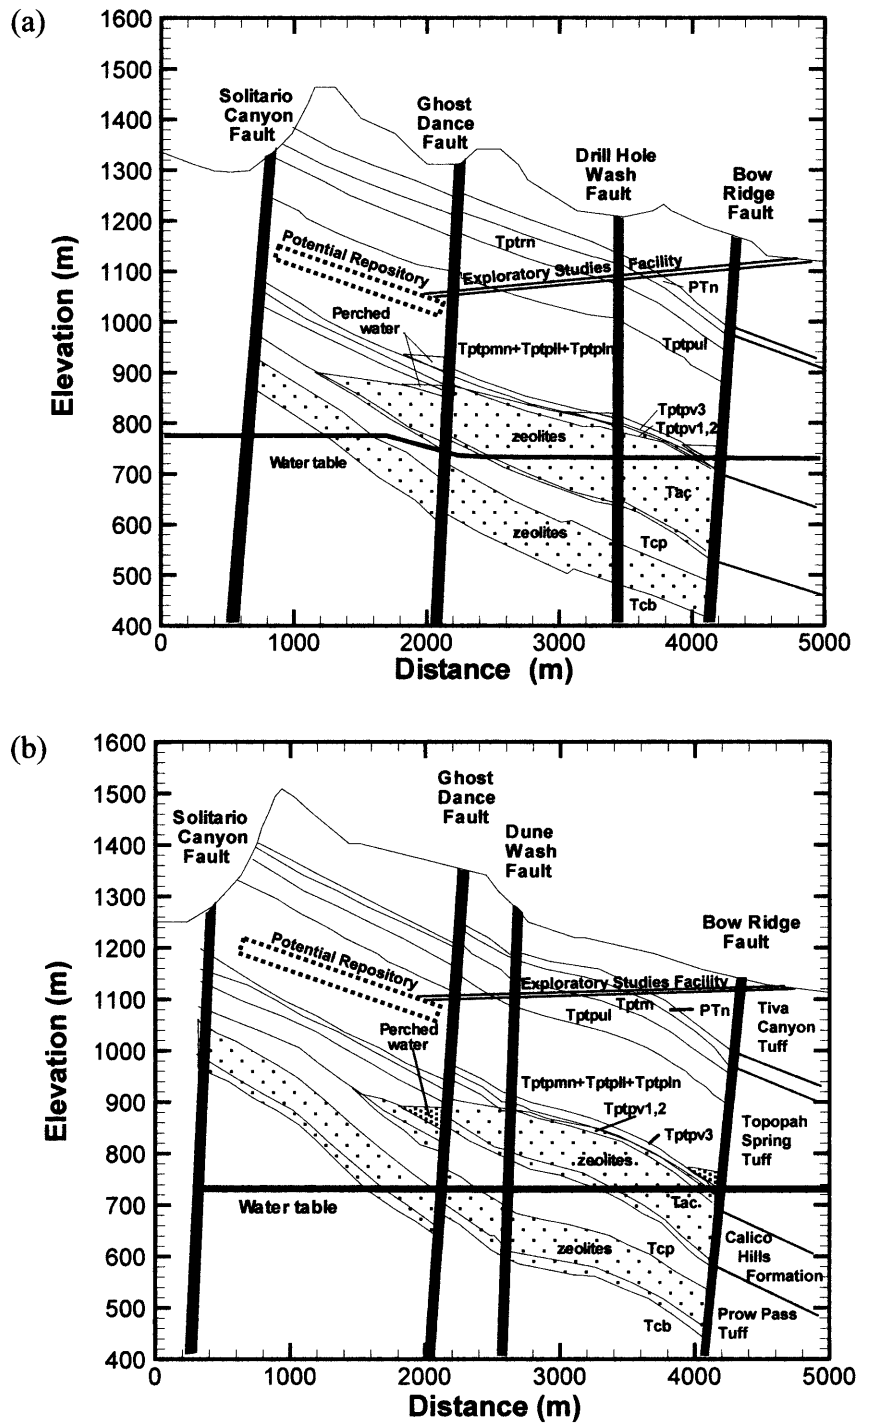 (a)
1600
1500
1400
1300
1200
1100
1000
900
800
700
600
500
400
Elevation (m)
Solitario
Canyon
Fault
Ghost
Dance
Fault
Drill Hole
Wash
Fault
Bow
Ridge
Fault
Potential Repository
Tptrn
Exploratory Studies Facility
PTn
Perched
water
Tptpmn+Tptpll+Tptpln
Tptpul
Tptpv3
Tptpv1,2
zeolites
Water table
Tac
zeolites
Tcp
Tcb
0 1000 2000 3000 4000 5000
Distance (m)
(b)
1600
1500
1400
1300
1200
1100
1000
900
800
700
600
500
400
Elevation (m)
Solitario
Canyon
Fault
Ghost
Dance
Fault
Dune
Wash
Fault
Bow Ridge
Fault
Potential Repository
Exploratory Studies Facility
Tptrn
PTn
Tptpul
Tiva
Canyon
Tuff
Perched
water
Tptpmn+Tptpll+Tptpln
Tptpv1,2
Tptpv3
Topopah
Spring
Tuff
zeolites
Water table
Tac
zeolites
Tcp
Calico
Hills
Formation
Tcb
Prow Pass
Tuff
0 1000 2000 3000 4000 5000
Distance (m)